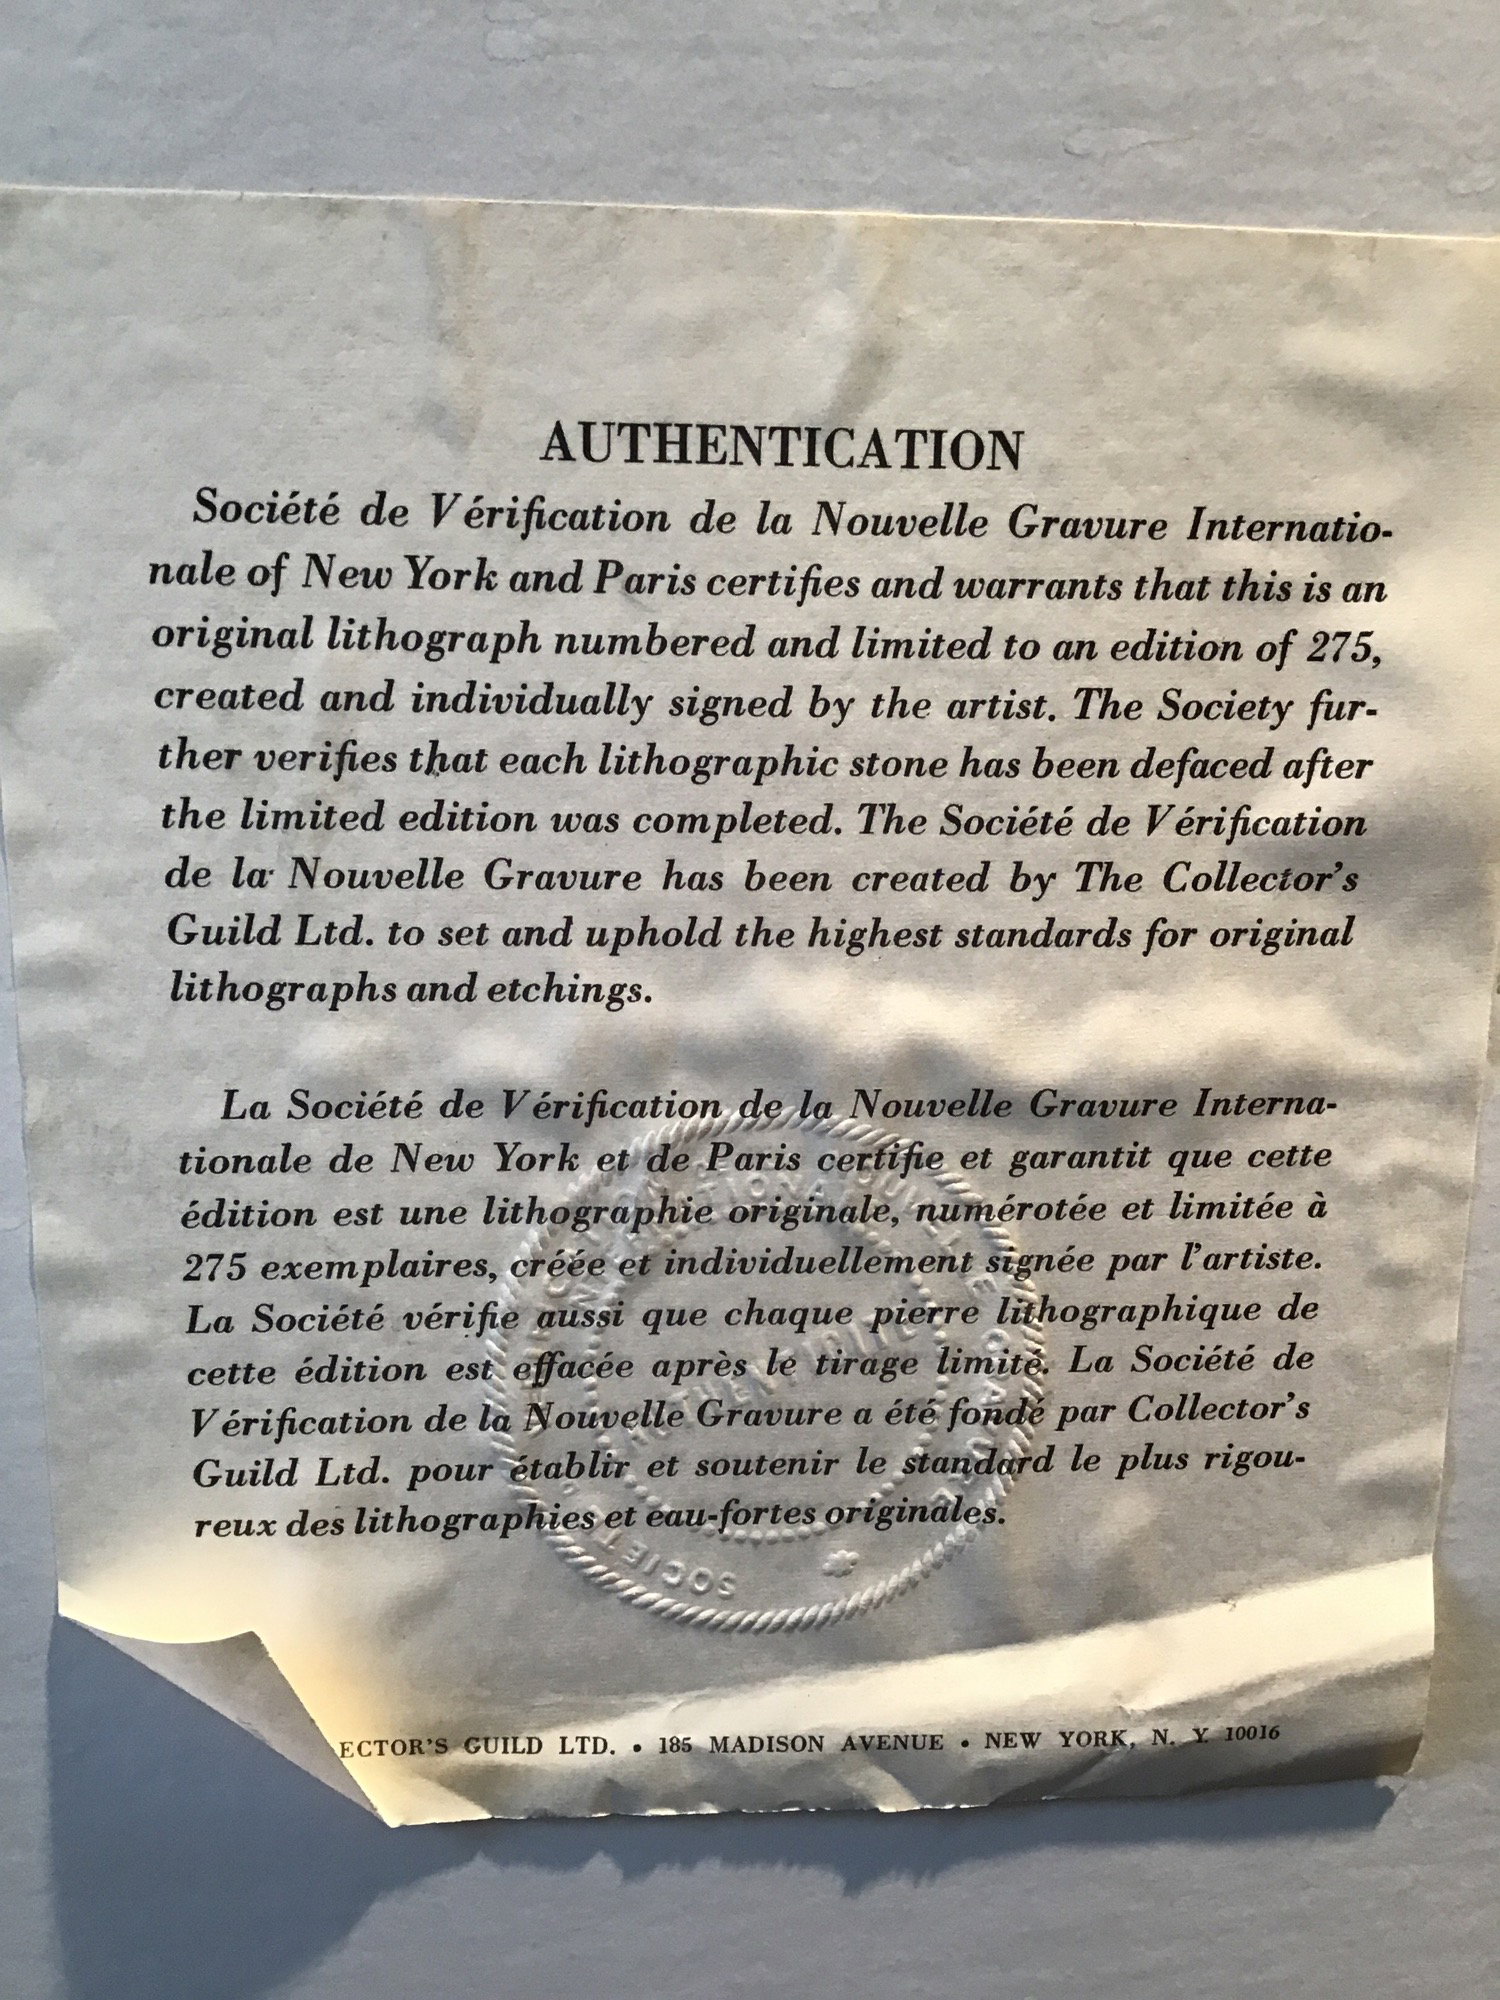 AUTHENTICATION
Société de Vérification de la Nouvelle Gravure Internatio-
nale of New York and Paris certifies and warrants that this is an
original lithograph numbered and limited to an edition of 275,
created and individually signed by the artist. The Society fur-
ther verifies that each lithographic stone has been defaced after
the limited edition was completed. The Société de Vérification
de la Nouvelle Gravure has been created by The Collector's
Guild Ltd. to set and uphold the highest standards for original
lithographs and etchings.
La Société de Vérification de la Nouvelle Gravure Interna-
tionale de New York et de Paris certifie et garantit que cette
édition est une lithographie originale, numérotée et limitée à
275 exemplaires, créée et individuellement signée par l'artiste.
La Société vérifie aussi que chaque pierre lithographique de
cette édition est effacée après le tirage limité. La Société de
Vérification de la Nouvelle Gravure a été fondé par Collector's
Guild Ltd. pour établir et soutenir le standard le plus rigou-
reux des lithographies et eau-fortes originales.
SOCIETE
ECTOR'S GUILD LTD. • 185 MADISON AVENUE • NEW YORK, N. Y. 10016